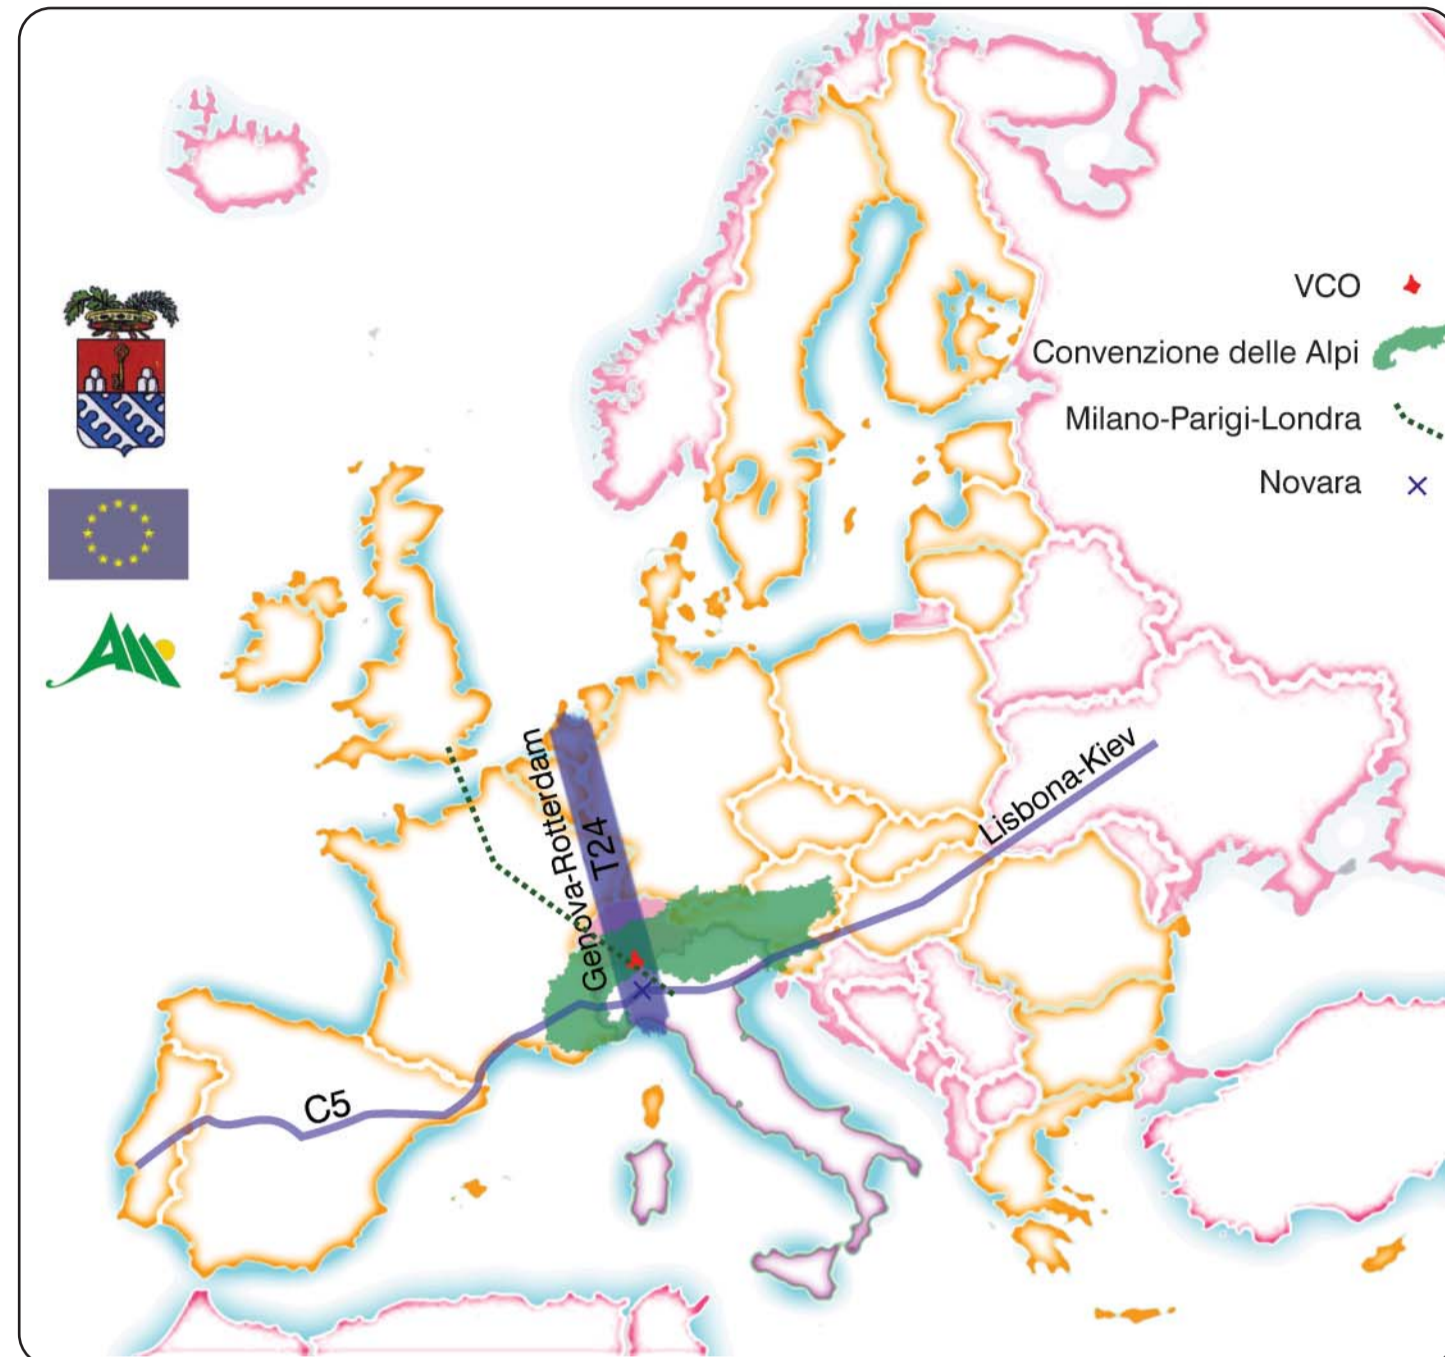 VCO
Convenzione delle Alpi
Milano-Parigi-Londra
Novara
Genova-Rotterdam
T24
Lisbona-Kiev
C5